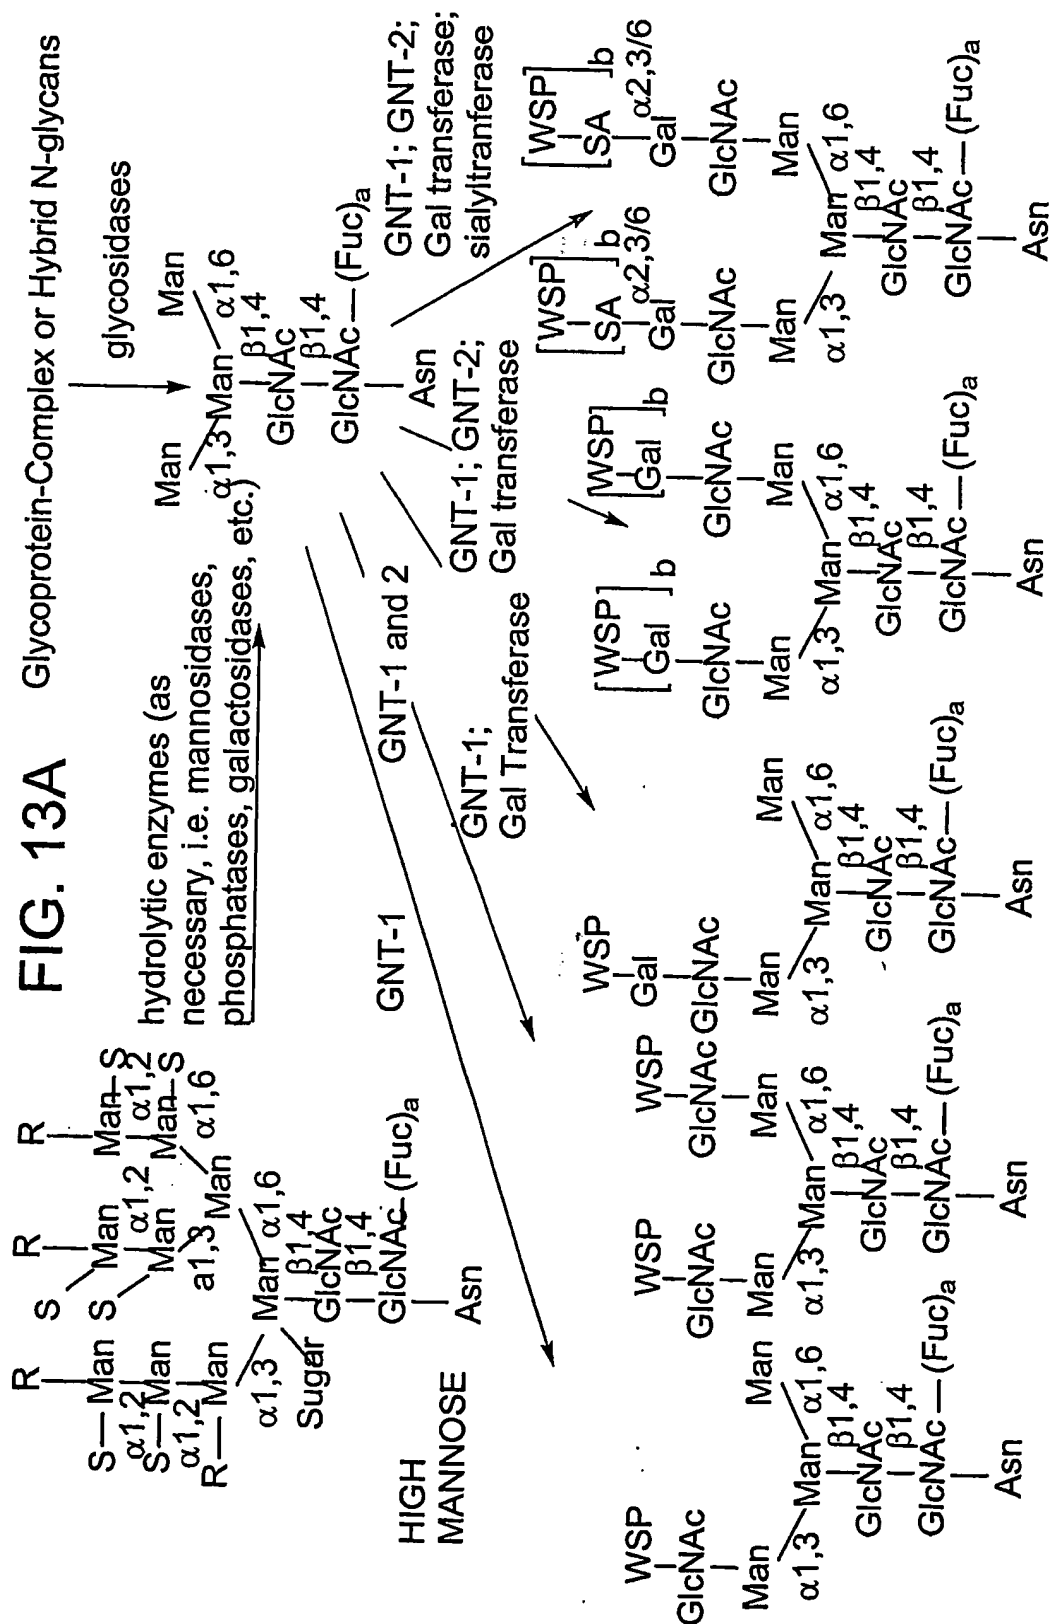 FIG. 13A
Glycoprotein-Complex or Hybrid N-glycans
glycosidases
R
R
R
S—Man
S
Man
Man—S
α1,2
α1,2
α1,2
S—Man
S
Man
Man—S
α1,2
a1,3
α1,6
R—Man
Man
α1,3
Man α1,6
Sugar
β1,4
GlcNAc
β1,4
GlcNAc—(Fuc)a
Asn
HIGH
MANNOSE
hydrolytic enzymes (as
necessary, i.e. mannosidases,
phosphatases, galactosidases, etc.)
Man
Man
α1,3
Man
α1,6
β1,4
GlcNAc
β1,4
GlcNAc—(Fuc)a
Asn
GNT-1
GNT-1 and 2
GNT-1;
Gal Transferase
GNT-1; GNT-2;
Gal transferase
GNT-1; GNT-2;
Gal transferase;
sialyltranferase
WSP
GlcNAc
Man
Man
α1,3
Man
α1,6
β1,4
GlcNAc
β1,4
GlcNAc—(Fuc)a
Asn
WSP
WSP
GlcNAc
GlcNAc
Man
Man
α1,3
Man
α1,6
β1,4
GlcNAc
β1,4
GlcNAc—(Fuc)a
Asn
WSP
Gal
GlcNAc
Man
Man
α1,3
Man
α1,6
β1,4
GlcNAc
β1,4
GlcNAc—(Fuc)a
Asn
[WSP]
[WSP]
[Gal]b
[Gal]b
GlcNAc
GlcNAc
Man
Man
α1,3
Man
α1,6
β1,4
GlcNAc
β1,4
GlcNAc—(Fuc)a
Asn
[WSP]
[WSP]
[SA]b
[SA]b
α2,3/6
α2,3/6
Gal
Gal
GlcNAc
GlcNAc
Man
Man
α1,3
Man
α1,6
β1,4
GlcNAc
β1,4
GlcNAc—(Fuc)a
Asn